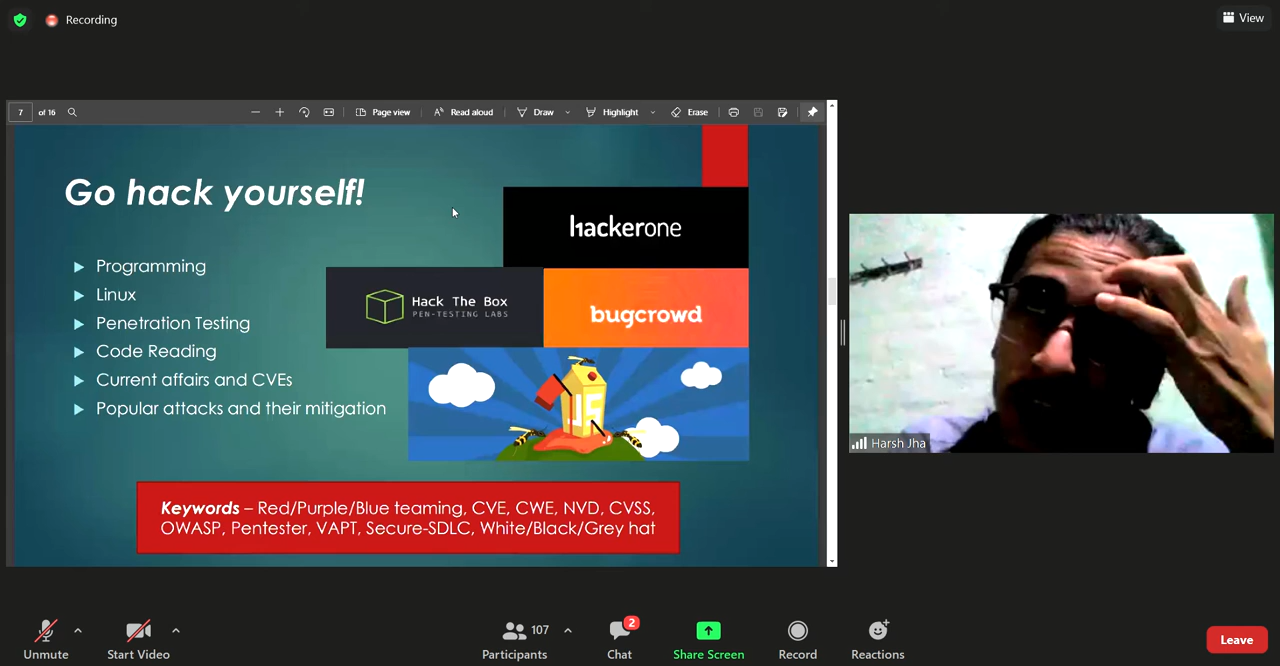 Recording
View
7 of 16
Page view
Read aloud
Draw
Highlight
Erase
Go hack yourself!
hackerone
Programming
Linux
Penetration Testing
Code Reading
Current affairs and CVEs
Popular attacks and their mitigation
Hack The Box
PEN-TESTING LABS
bugcrowd
JS
Keywords – Red/Purple/Blue teaming, CVE, CWE, NVD, CVSS,
OWASP, Pentester, VAPT, Secure-SDLC, White/Black/Grey hat
Harsh Jha
Unmute
Start Video
107
Participants
2
Chat
Share Screen
Record
Reactions
Leave